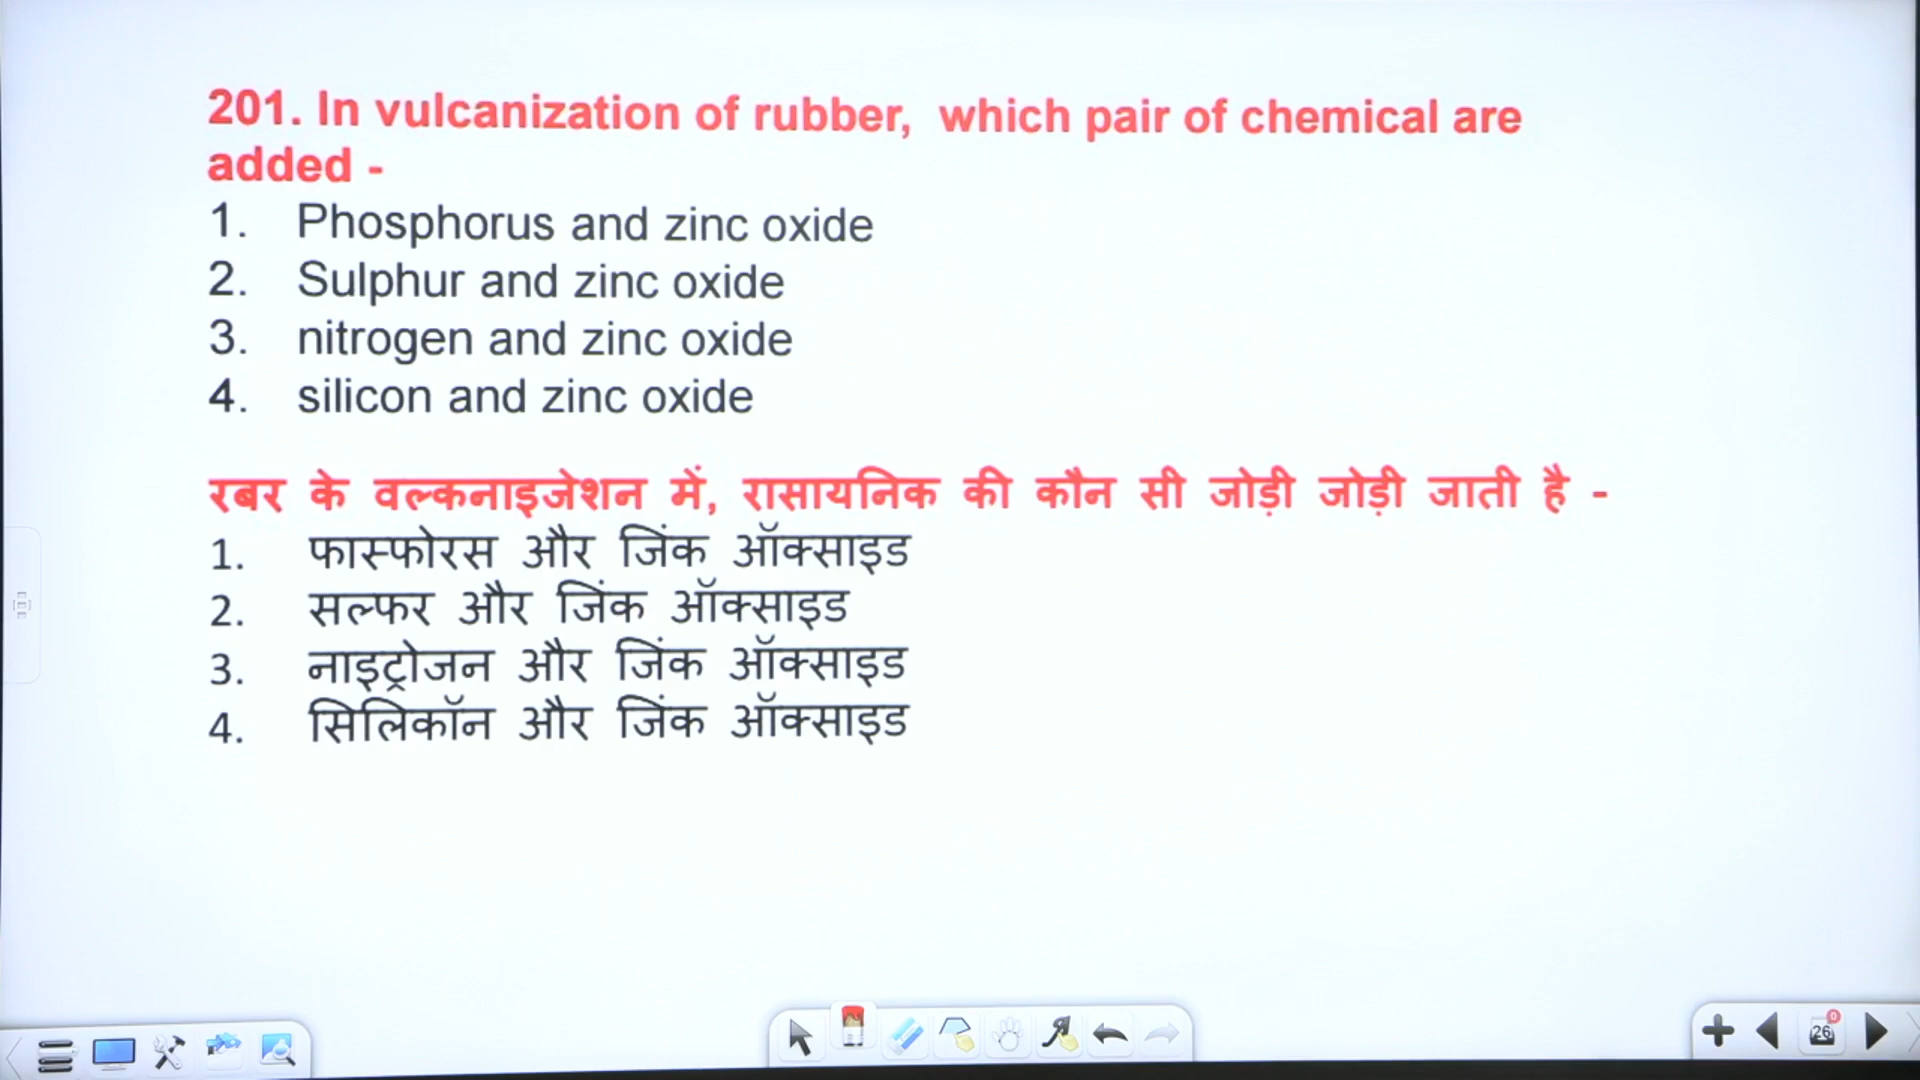 201. In vulcanization of rubber, which pair of chemical are
added -
1. Phosphorus and zinc oxide
2. Sulphur and zinc oxide
3. nitrogen and zinc oxide
4. silicon and zinc oxide
रबर के वल्कनाइजेशन में, रासायनिक की कौन सी जोड़ी जोड़ी जाती है -
1. फास्फोरस और जिंक ऑक्साइड
2. सल्फर और जिंक ऑक्साइड
3. नाइट्रोजन और जिंक ऑक्साइड
4. सिलिकॉन और जिंक ऑक्साइड
26
0